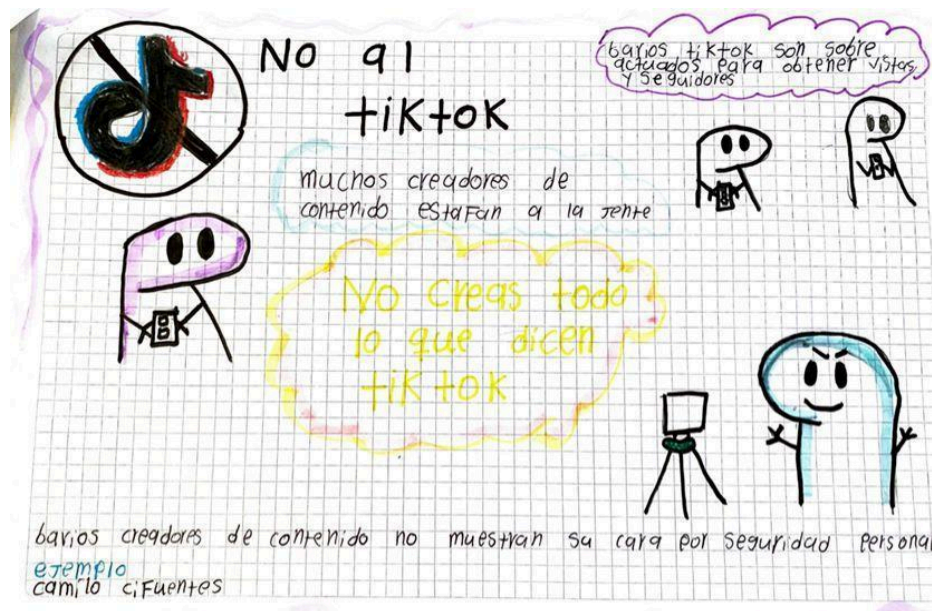 No al
tiktok
barios tiktok son sobre
actuados para obtener vistas
y seguidores
muchos creadores de
contenido estafan a la jente
No creas todo
lo que dicen
tiktok
barios creadores de contenido no muestran su cara por seguridad personal
ejemplo
camilo cifuentes